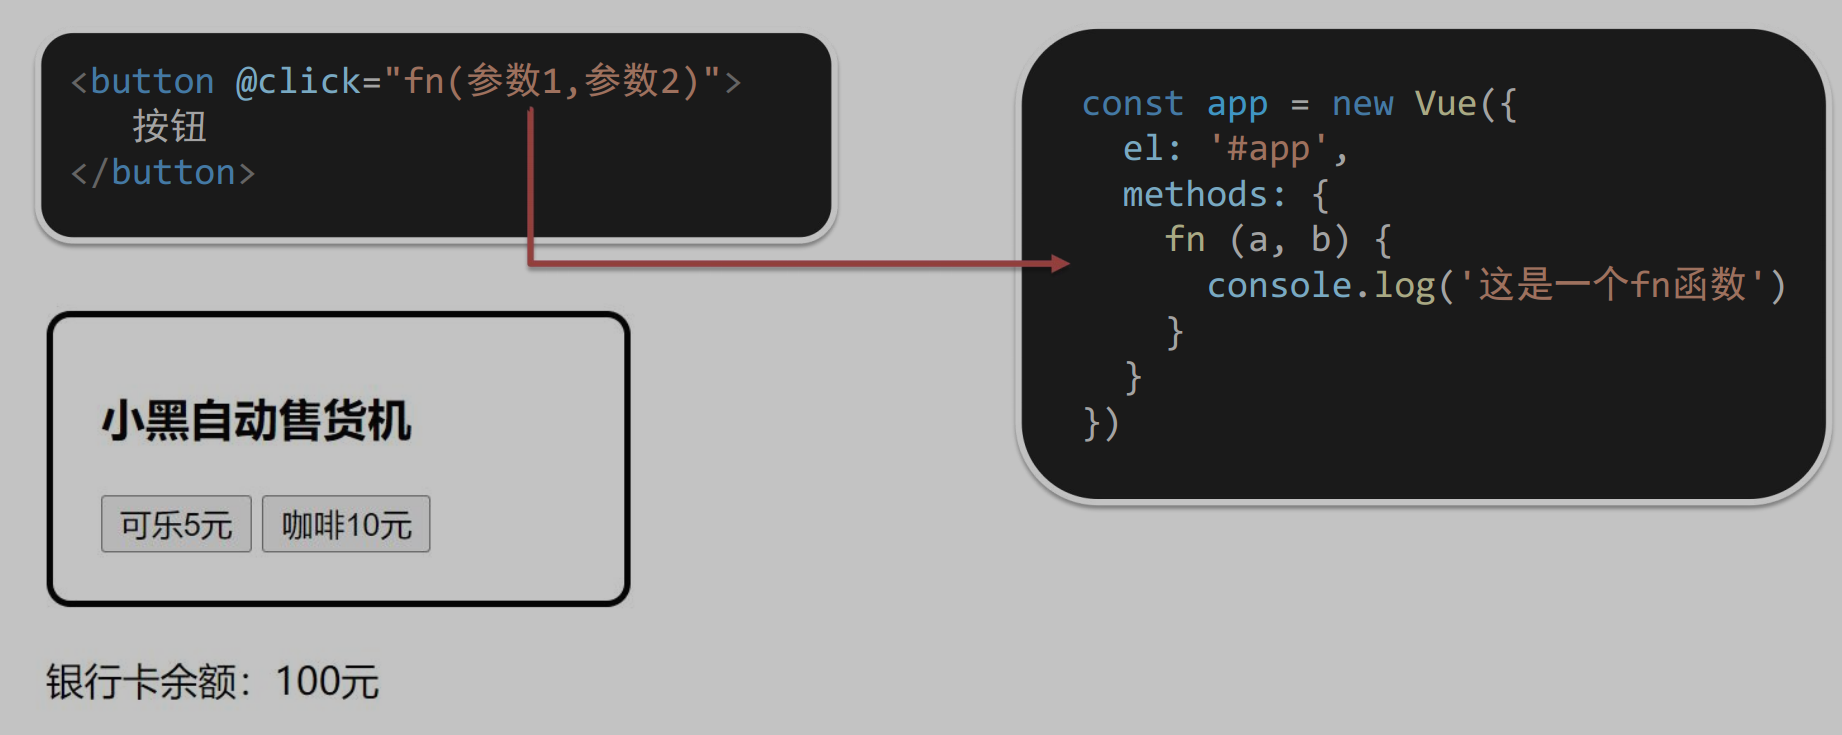 <button @click="fn(参数1,参数2)">
按钮
</button>
const app = new Vue({
el: '#app',
methods: {
fn (a, b) {
console.log('这是一个fn函数')
}
}
})
小黑自动售货机
可乐5元 咖啡10元
银行卡余额：100元